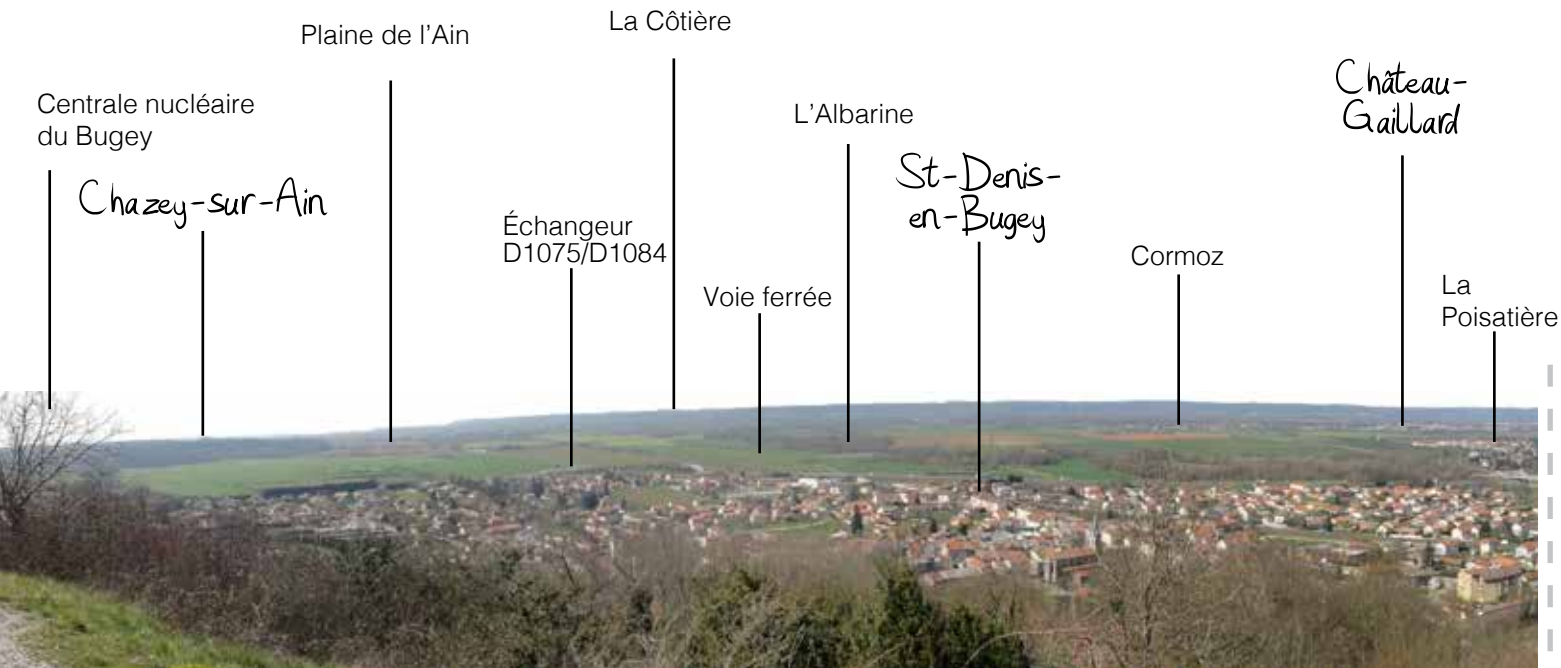 Centrale nucléaire
du Bugey
Chazey-sur-Ain
Plaine de l'Ain
Échangeur
D1075/D1084
La Côtière
Voie ferrée
L'Albarine
St-Denis-
en-Bugey
Cormoz
Château-
Gaillard
La
Poisatière